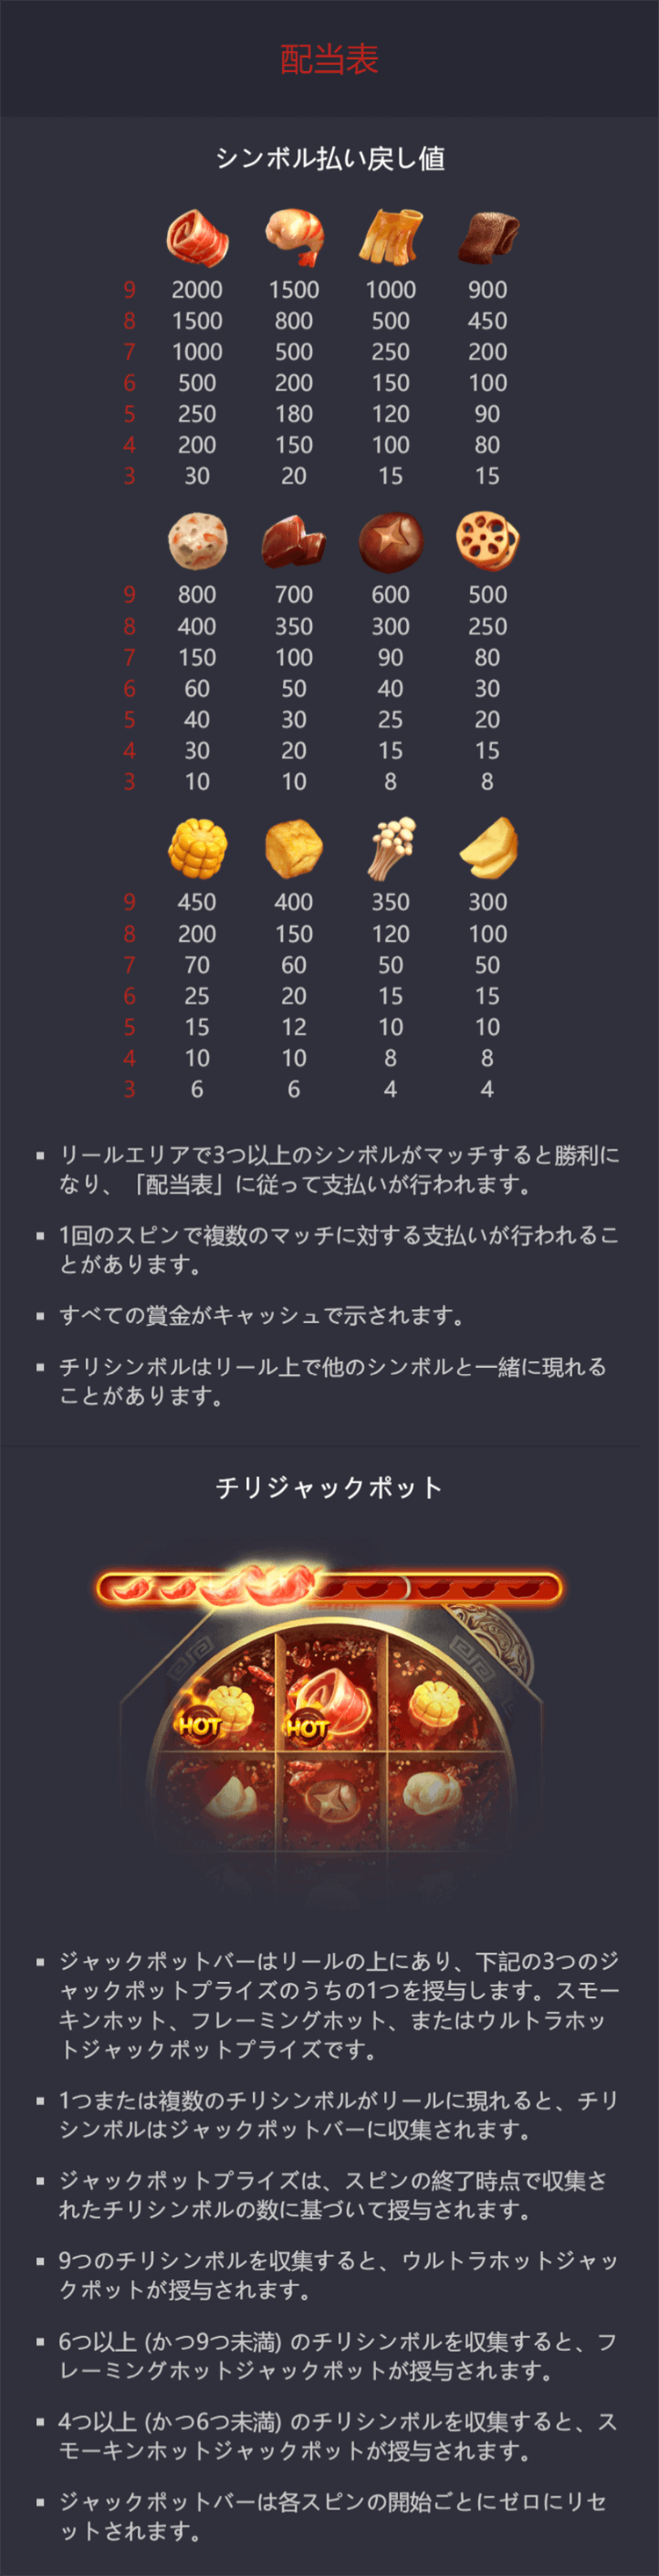 配当表
シンボル払い戻し値
9 2000 1500 1000 900
8 1500 800 500 450
7 1000 500 250 200
6 500 200 150 100
5 250 180 120 90
4 200 150 100 80
3 30 20 15 15
9 800 700 600 500
8 400 350 300 250
7 150 100 90 80
6 60 50 40 30
5 40 30 25 20
4 30 20 15 15
3 10 10 8 8
9 450 400 350 300
8 200 150 120 100
7 70 60 50 50
6 25 20 15 15
5 15 12 10 10
4 10 10 8 8
3 6 6 4 4
▪ リールエリアで3つ以上のシンボルがマッチすると勝利に
なり、「配当表」に従って支払いが行われます。
▪ 1回のスピンで複数のマッチに対する支払いが行われるこ
とがあります。
▪ すべての賞金がキャッシュで示されます。
▪ チリシンボルはリール上で他のシンボルと一緒に現れる
ことがあります。
チリジャックポット
HOT HOT
▪ ジャックポットバーはリールの上にあり、下記の3つのジ
ャックポットプライズのうちの1つを授与します。スモー
キンホット、フレーミングホット、またはウルトラホッ
トジャックポットプライズです。
▪ 1つまたは複数のチリシンボルがリールに現れると、チリ
シンボルはジャックポットバーに収集されます。
▪ ジャックポットプライズは、スピンの終了時点で収集さ
れたチリシンボルの数に基づいて授与されます。
▪ 9つのチリシンボルを収集すると、ウルトラホットジャッ
クポットが授与されます。
▪ 6つ以上 (かつ9つ未満) のチリシンボルを収集すると、フ
レーミングホットジャックポットが授与されます。
▪ 4つ以上 (かつ6つ未満) のチリシンボルを収集すると、ス
モーキンホットジャックポットが授与されます。
▪ ジャックポットバーは各スピンの開始ごとにゼロにリセ
ットされます。